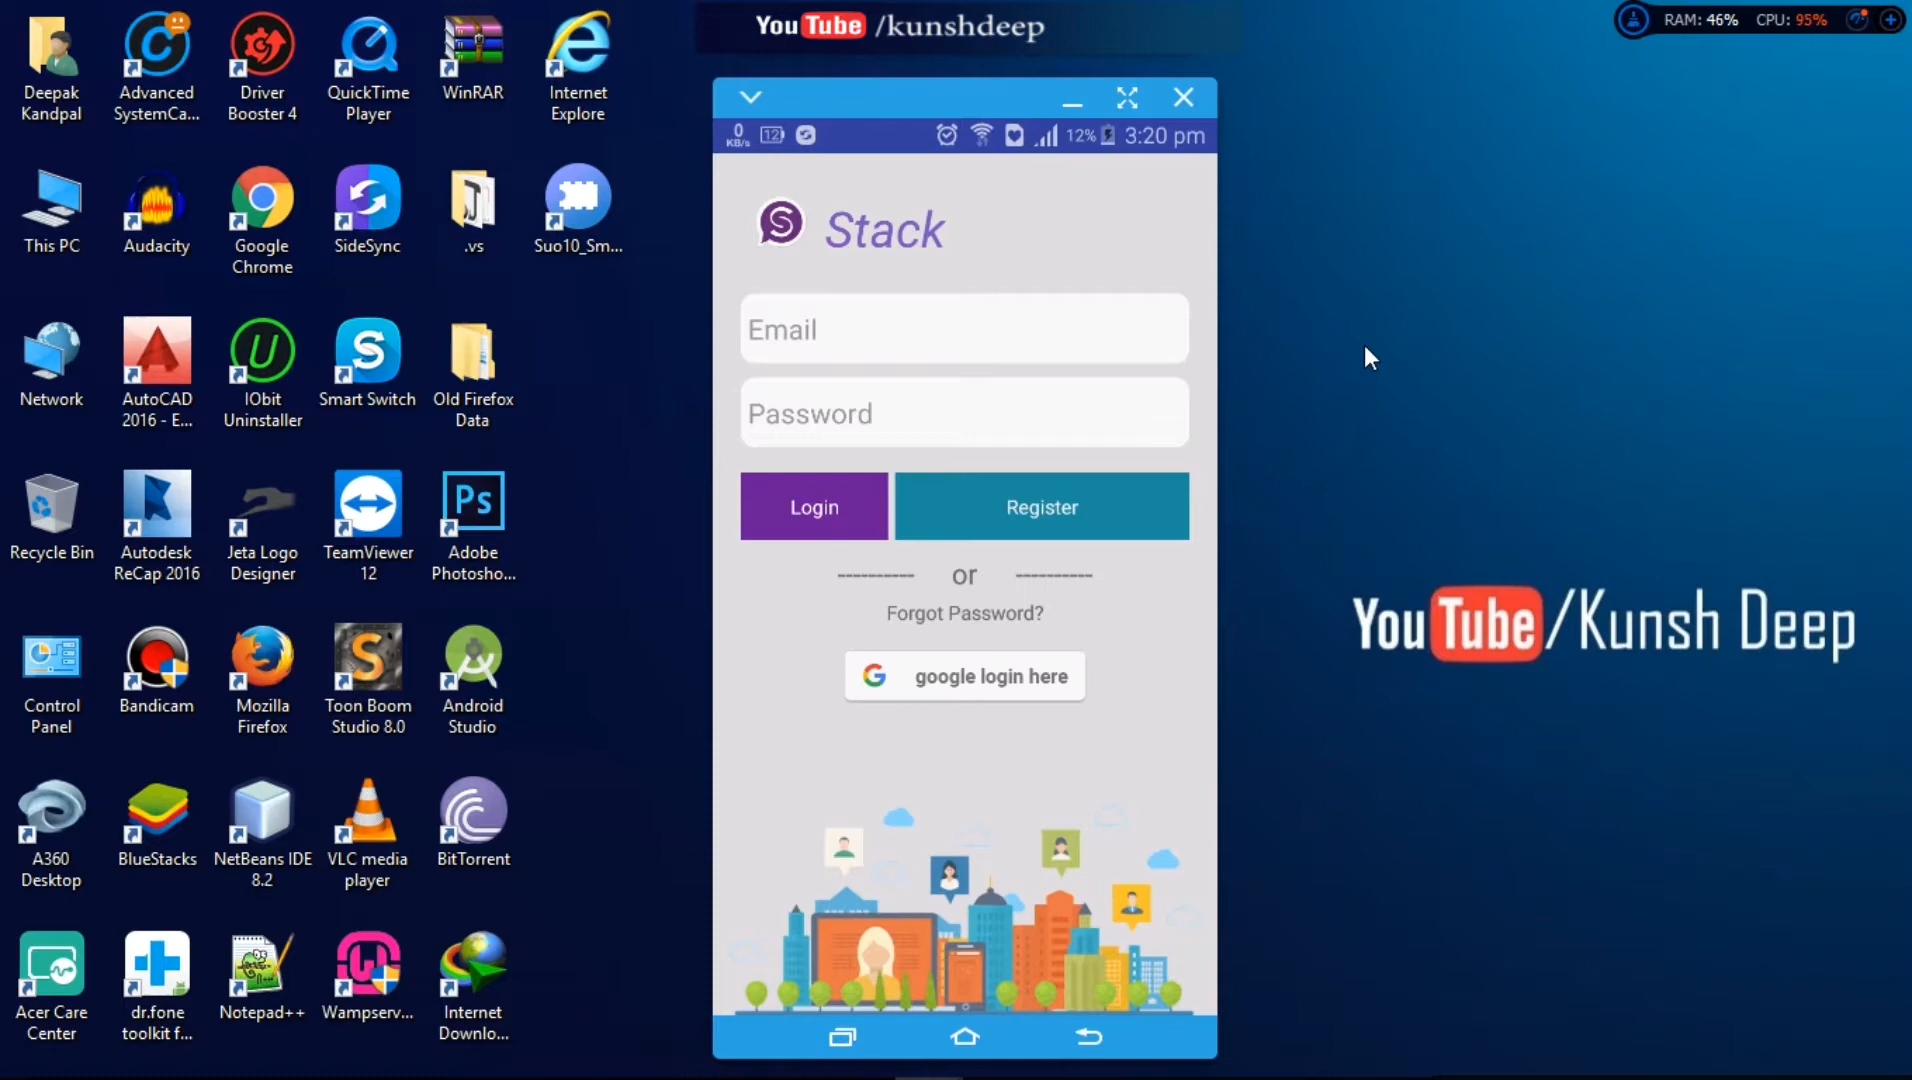 YouTube /kunshdeep
RAM: 46% CPU: 95%
Deepak
Kandpal
Advanced
SystemCa...
Driver
Booster 4
QuickTime
Player
WinRAR
Internet
Explore
This PC
Audacity
Google
Chrome
SideSync
.vs
Suo10_Sm...
Network
AutoCAD
2016 - E...
IObit
Uninstaller
Smart Switch
Old Firefox
Data
Recycle Bin
Autodesk
ReCap 2016
Jeta Logo
Designer
TeamViewer
12
Ps
Adobe
Photosho...
Control
Panel
Bandicam
Mozilla
Firefox
Toon Boom
Studio 8.0
Android
Studio
A360
Desktop
BlueStacks
NetBeans IDE
8.2
VLC media
player
BitTorrent
Acer Care
Center
dr.fone
toolkit f...
Notepad++
Wampserv...
Internet
Downlo...
0
KB/s
12
12% 3:20 pm
Stack
Email
Password
Login Register
---------- or ----------
Forgot Password?
google login here
YouTube/Kunsh Deep